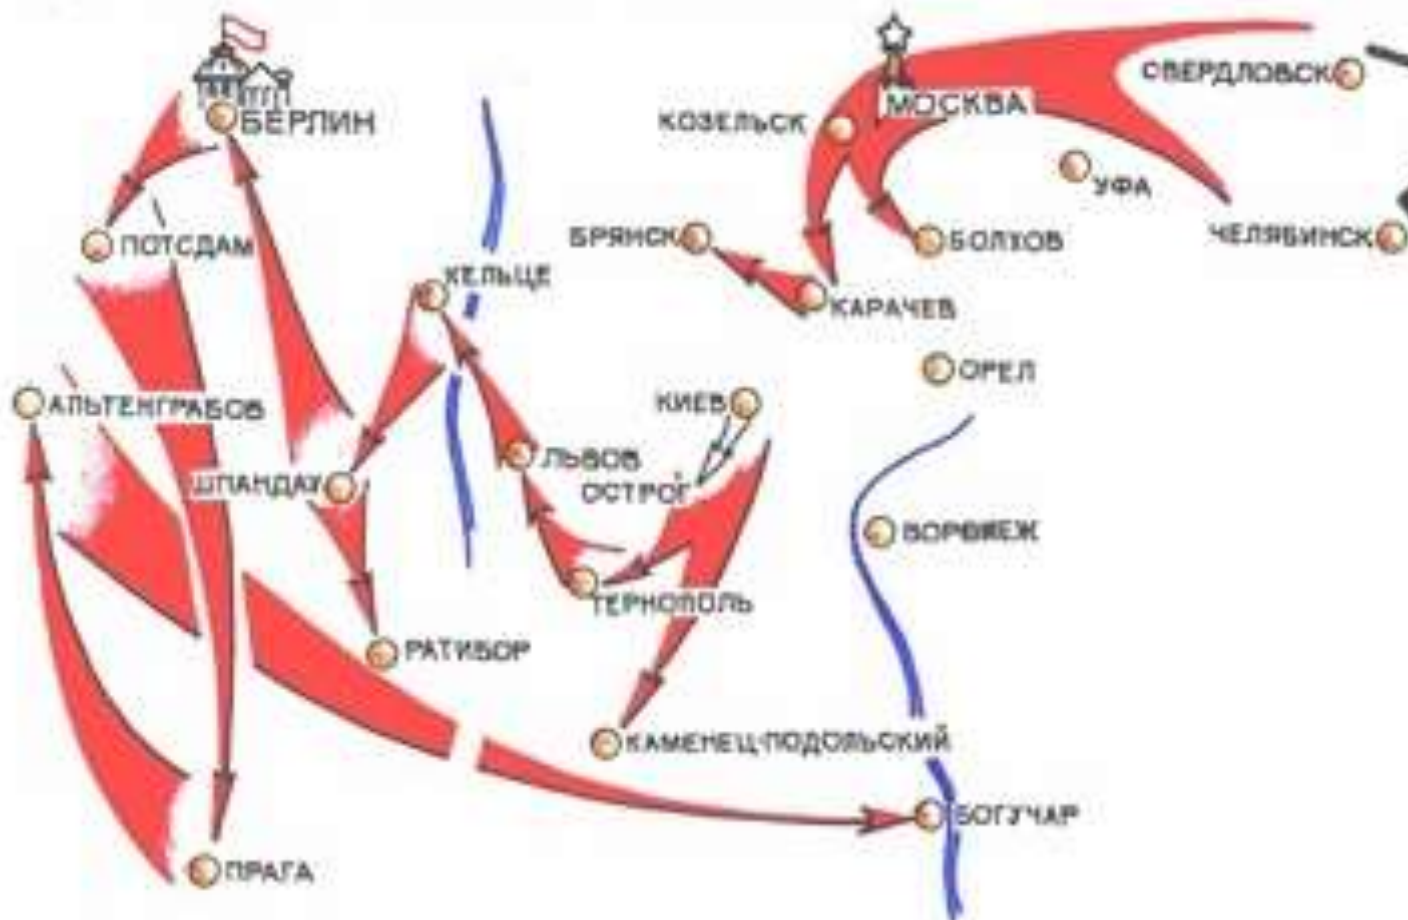 СВЕРДЛОВСК
МОСКВА
БЕРЛИН
КОЗЕЛЬСК
УФА
БРЯНСК
БОЛХОВ
ЧЕЛЯБИНСК
ПОТСДАМ
КЕЛЬЦЕ
КАРАЧЕВ
ОРЕЛ
АЛЬТЕНГРАБОВ
КИЕВ
ЛЬВОВ
ШПАНДАУ
ОСТРОГ
ВОРОНЕЖ
ТЕРНОПОЛЬ
РАТИБОР
КАМЕНЕЦ-ПОДОЛЬСКИЙ
БОГУЧАР
ПРАГА